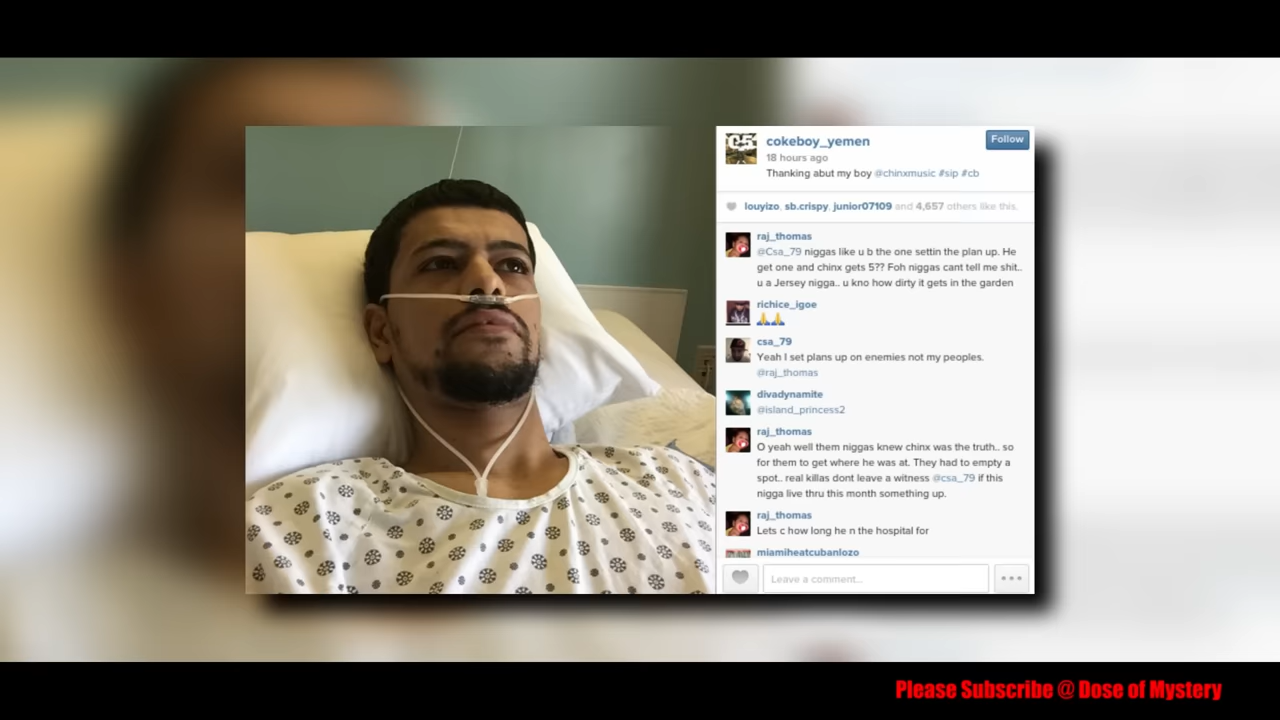 cokeboy_yemen
Follow
18 hours ago
Thanking abut my boy @chinxmusic #sip #cb
louyizo, sb.crispy, junior07109 and 4,657 others like this.
raj_thomas
@Csa_79 niggas like u b the one settin the plan up. He
get one and chinx gets 5?? Foh niggas cant tell me shit..
u a Jersey nigga.. u kno how dirty it gets in the garden
richice_igoe
🙏🙏
csa_79
Yeah I set plans up on enemies not my peoples.
@raj_thomas
divadynamite
@island_princess2
raj_thomas
O yeah well them niggas knew chinx was the truth.. so
for them to get where he was at. They had to empty a
spot.. real killas dont leave a witness @csa_79 if this
nigga live thru this month something up.
raj_thomas
Lets c how long he n the hospital for
miamiheatcubanlozo
Leave a comment...
Please Subscribe @ Dose of Mystery